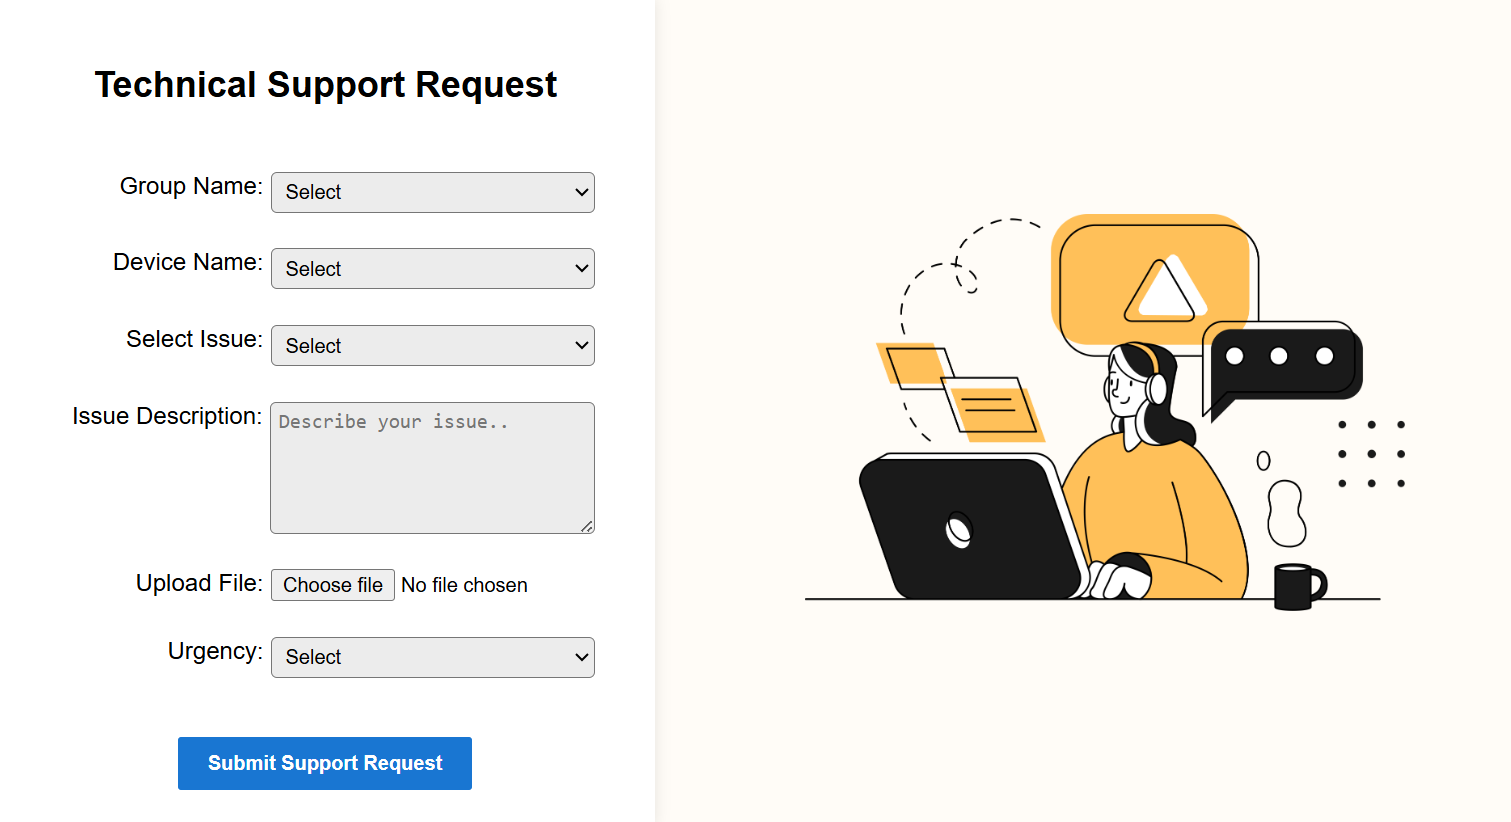 Technical Support Request
Group Name: Select
Device Name: Select
Select Issue: Select
Issue Description: Describe your issue..
Upload File: Choose file No file chosen
Urgency: Select
Submit Support Request